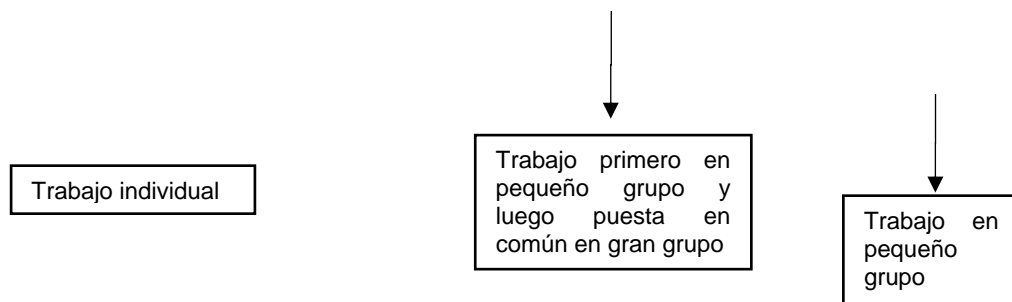 Trabajo individual
Trabajo primero en
pequeño grupo y
luego puesta en
común en gran grupo
Trabajo en
pequeño
grupo